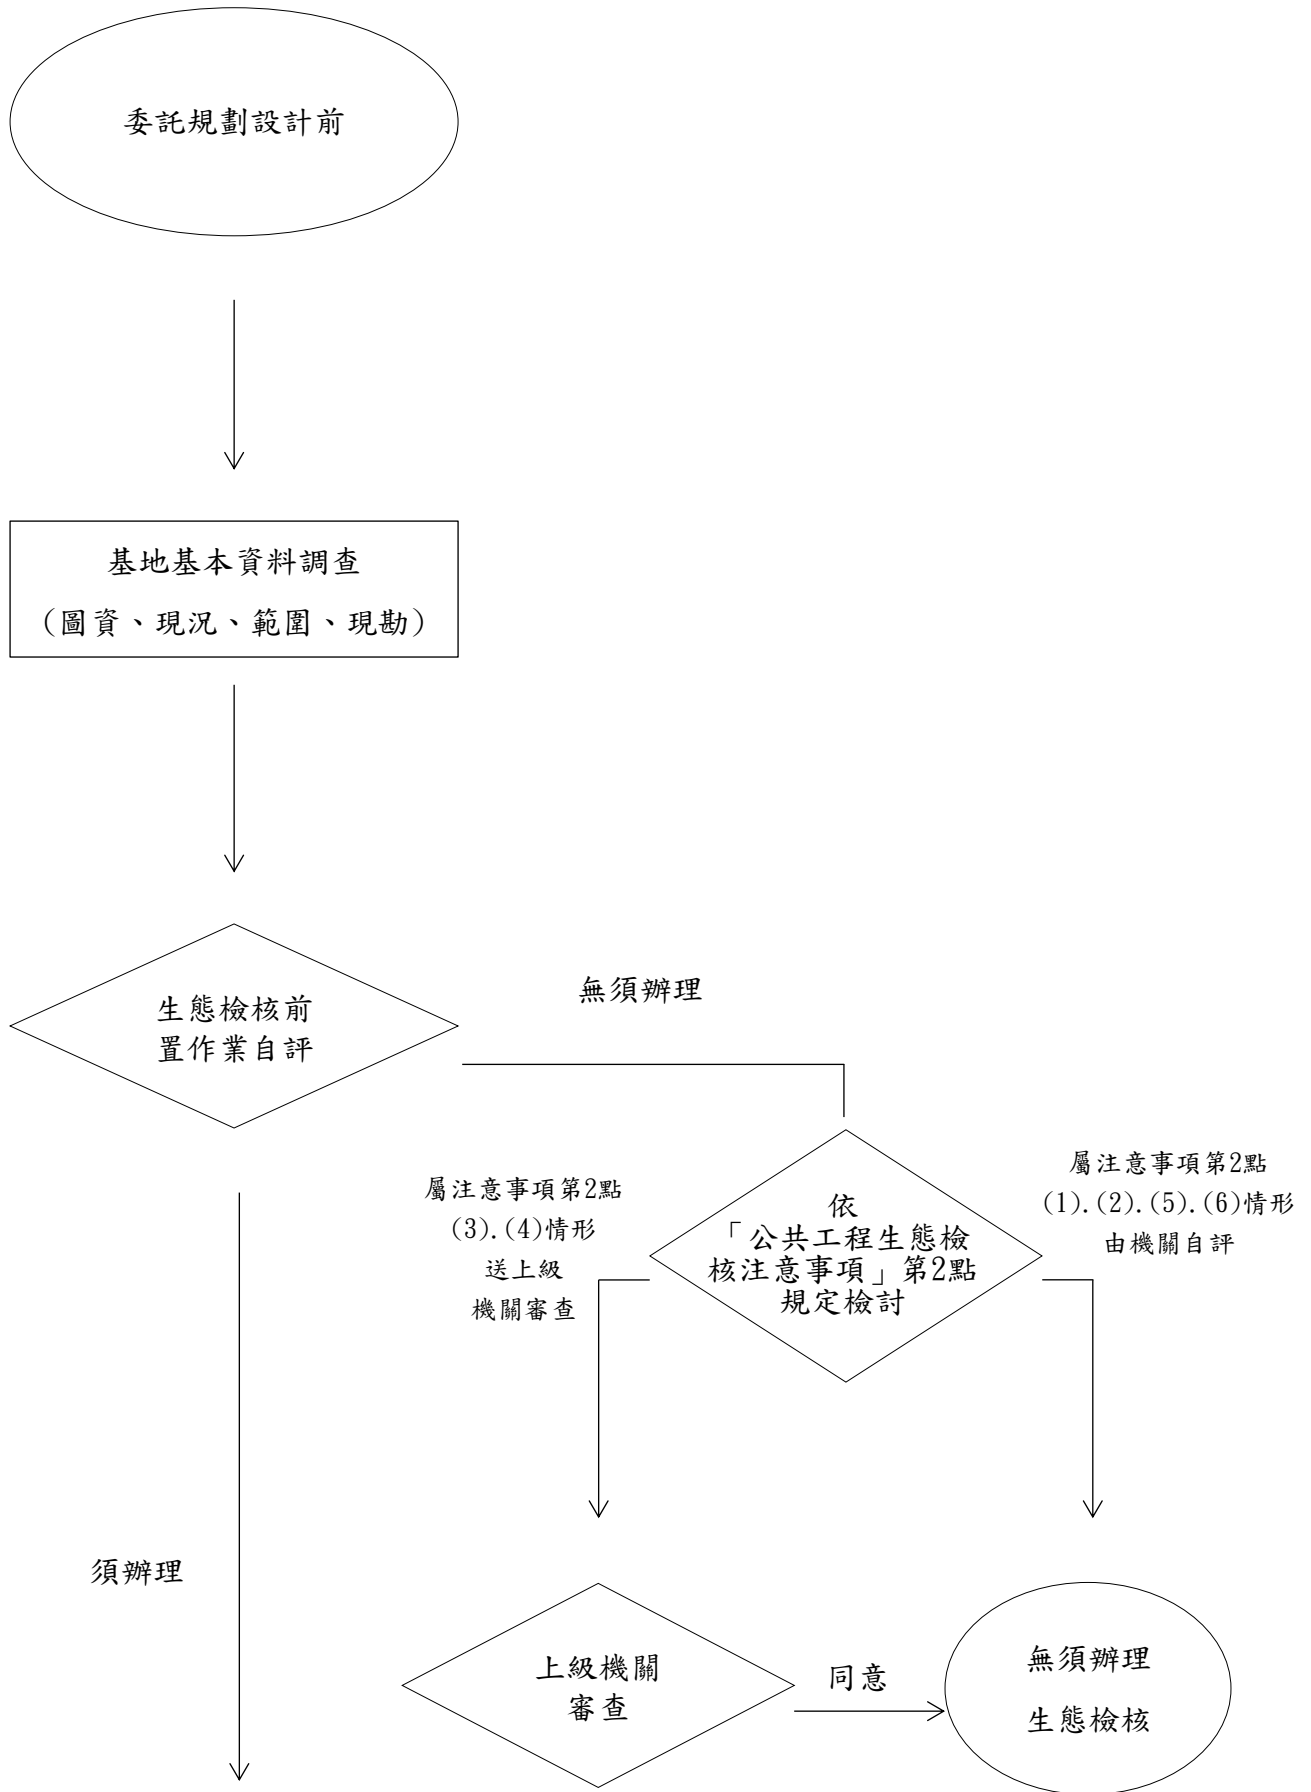 委託規劃設計前
基地基本資料調查
（圖資、現況、範圍、現勘）
生態檢核前
置作業自評
無須辦理
屬注意事項第2點
(3).(4)情形
送上級
機關審查
依
「公共工程生態檢
核注意事項」第2點
規定檢討
屬注意事項第2點
(1).(2).(5).(6)情形
由機關自評
須辦理
上級機關
審查
同意
無須辦理
生態檢核